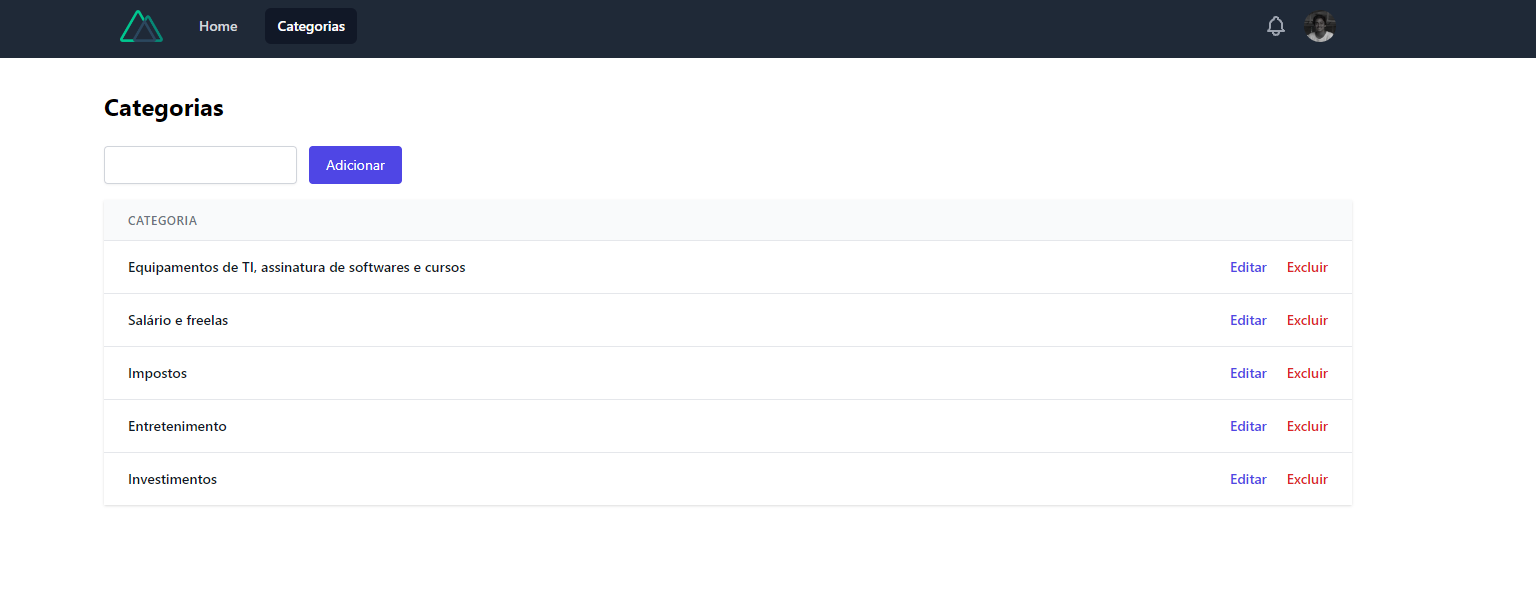 Home Categorias
Categorias
Adicionar
CATEGORIA
Equipamentos de TI, assinatura de softwares e cursos Editar Excluir
Salário e freelas Editar Excluir
Impostos Editar Excluir
Entretenimento Editar Excluir
Investimentos Editar Excluir